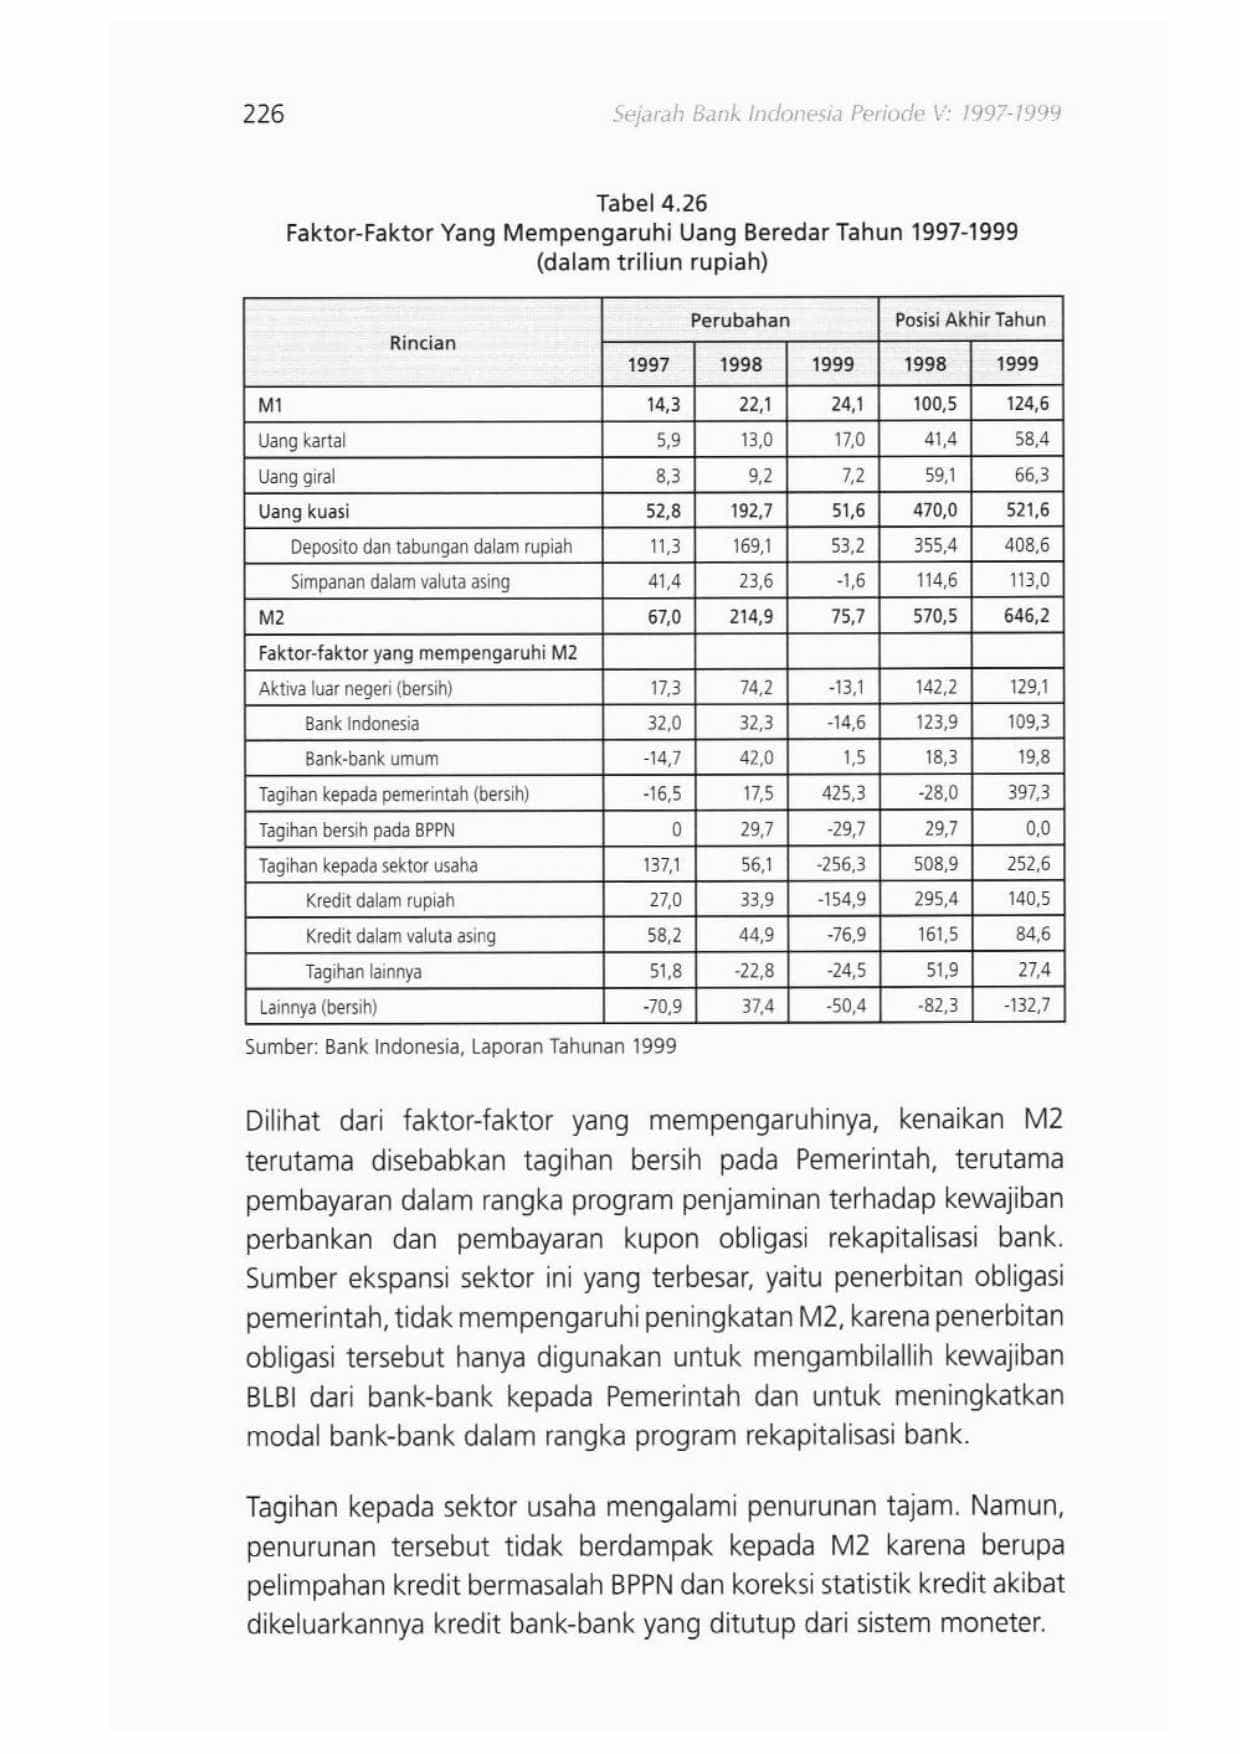 226
Sejarah Bank Indonesia Periode V: 1997-1999
Tabel 4.26
Faktor-Faktor Yang Mempengaruhi Uang Beredar Tahun 1997-1999
(dalam triliun rupiah)
Rincian Perubahan Posisi Akhir Tahun
1997 1998 1999 1998 1999
M1 14,3 22,1 24,1 100,5 124,6
Uang kartal 5,9 13,0 17,0 41,4 58,4
Uang giral 8,3 9,2 7,2 59,1 66,3
Uang kuasi 52,8 192,7 51,6 470,0 521,6
Deposito dan tabungan dalam rupiah 11,3 169,1 53,2 355,4 408,6
Simpanan dalam valuta asing 41,4 23,6 -1,6 114,6 113,0
M2 67,0 214,9 75,7 570,5 646,2
Faktor-faktor yang mempengaruhi M2
Aktiva luar negeri (bersih) 17,3 74,2 -13,1 142,2 129,1
Bank Indonesia 32,0 32,3 -14,6 123,9 109,3
Bank-bank umum -14,7 42,0 1,5 18,3 19,8
Tagihan kepada pemerintah (bersih) -16,5 17,5 425,3 -28,0 397,3
Tagihan bersih pada BPPN 0 29,7 -29,7 29,7 0,0
Tagihan kepada sektor usaha 137,1 56,1 -256,3 508,9 252,6
Kredit dalam rupiah 27,0 33,9 -154,9 295,4 140,5
Kredit dalam valuta asing 58,2 44,9 -76,9 161,5 84,6
Tagihan lainnya 51,8 -22,8 -24,5 51,9 27,4
Lainnya (bersih) -70,9 37,4 -50,4 -82,3 -132,7
Sumber: Bank Indonesia, Laporan Tahunan 1999
Dilihat dari faktor-faktor yang mempengaruhinya, kenaikan M2
terutama disebabkan tagihan bersih pada Pemerintah, terutama
pembayaran dalam rangka program penjaminan terhadap kewajiban
perbankan dan pembayaran kupon obligasi rekapitalisasi bank.
Sumber ekspansi sektor ini yang terbesar, yaitu penerbitan obligasi
pemerintah, tidak mempengaruhi peningkatan M2, karena penerbitan
obligasi tersebut hanya digunakan untuk mengambilallih kewajiban
BLBI dari bank-bank kepada Pemerintah dan untuk meningkatkan
modal bank-bank dalam rangka program rekapitalisasi bank.
Tagihan kepada sektor usaha mengalami penurunan tajam. Namun,
penurunan tersebut tidak berdampak kepada M2 karena berupa
pelimpahan kredit bermasalah BPPN dan koreksi statistik kredit akibat
dikeluarkannya kredit bank-bank yang ditutup dari sistem moneter.